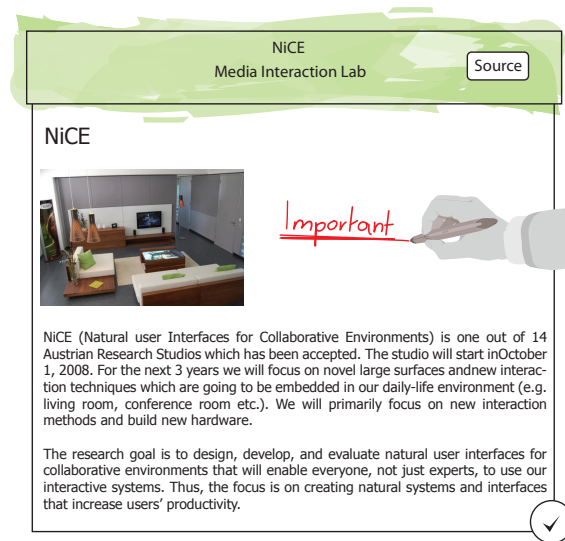 NiCE
Media Interaction Lab
Source
NiCE
Important
NiCE (Natural user Interfaces for Collaborative Environments) is one out of 14
Austrian Research Studios which has been accepted. The studio will start inOctober
1, 2008. For the next 3 years we will focus on novel large surfaces andnew interac-
tion techniques which are going to be embedded in our daily-life environment (e.g.
living room, conference room etc.). We will primarily focus on new interaction
methods and build new hardware.
The research goal is to design, develop, and evaluate natural user interfaces for
collaborative environments that will enable everyone, not just experts, to use our
interactive systems. Thus, the focus is on creating natural systems and interfaces
that increase users’ productivity.